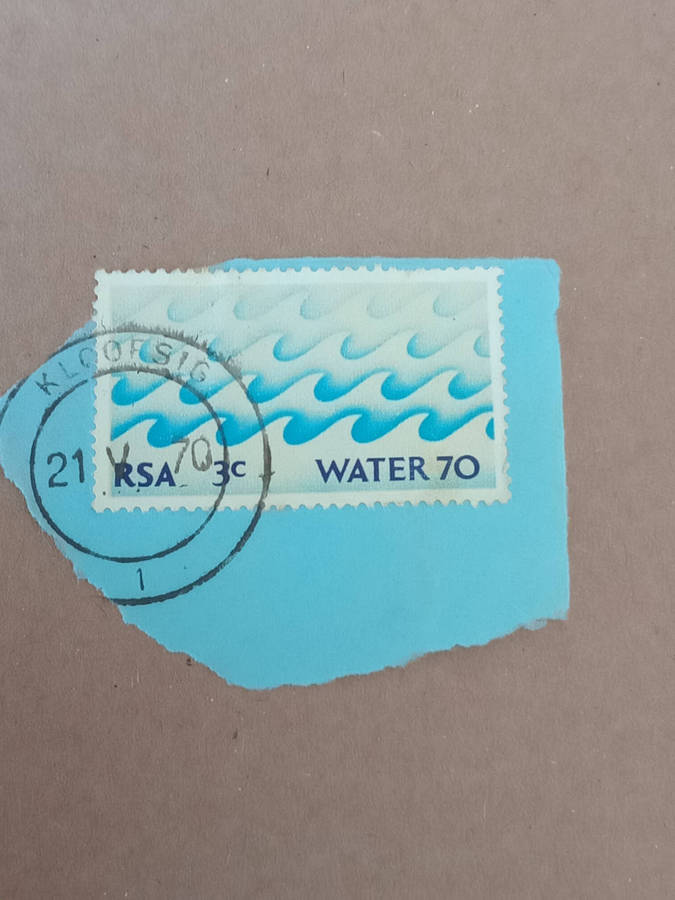 KLOOFSIG
21 V 70
RSA 3c WATER 70
1